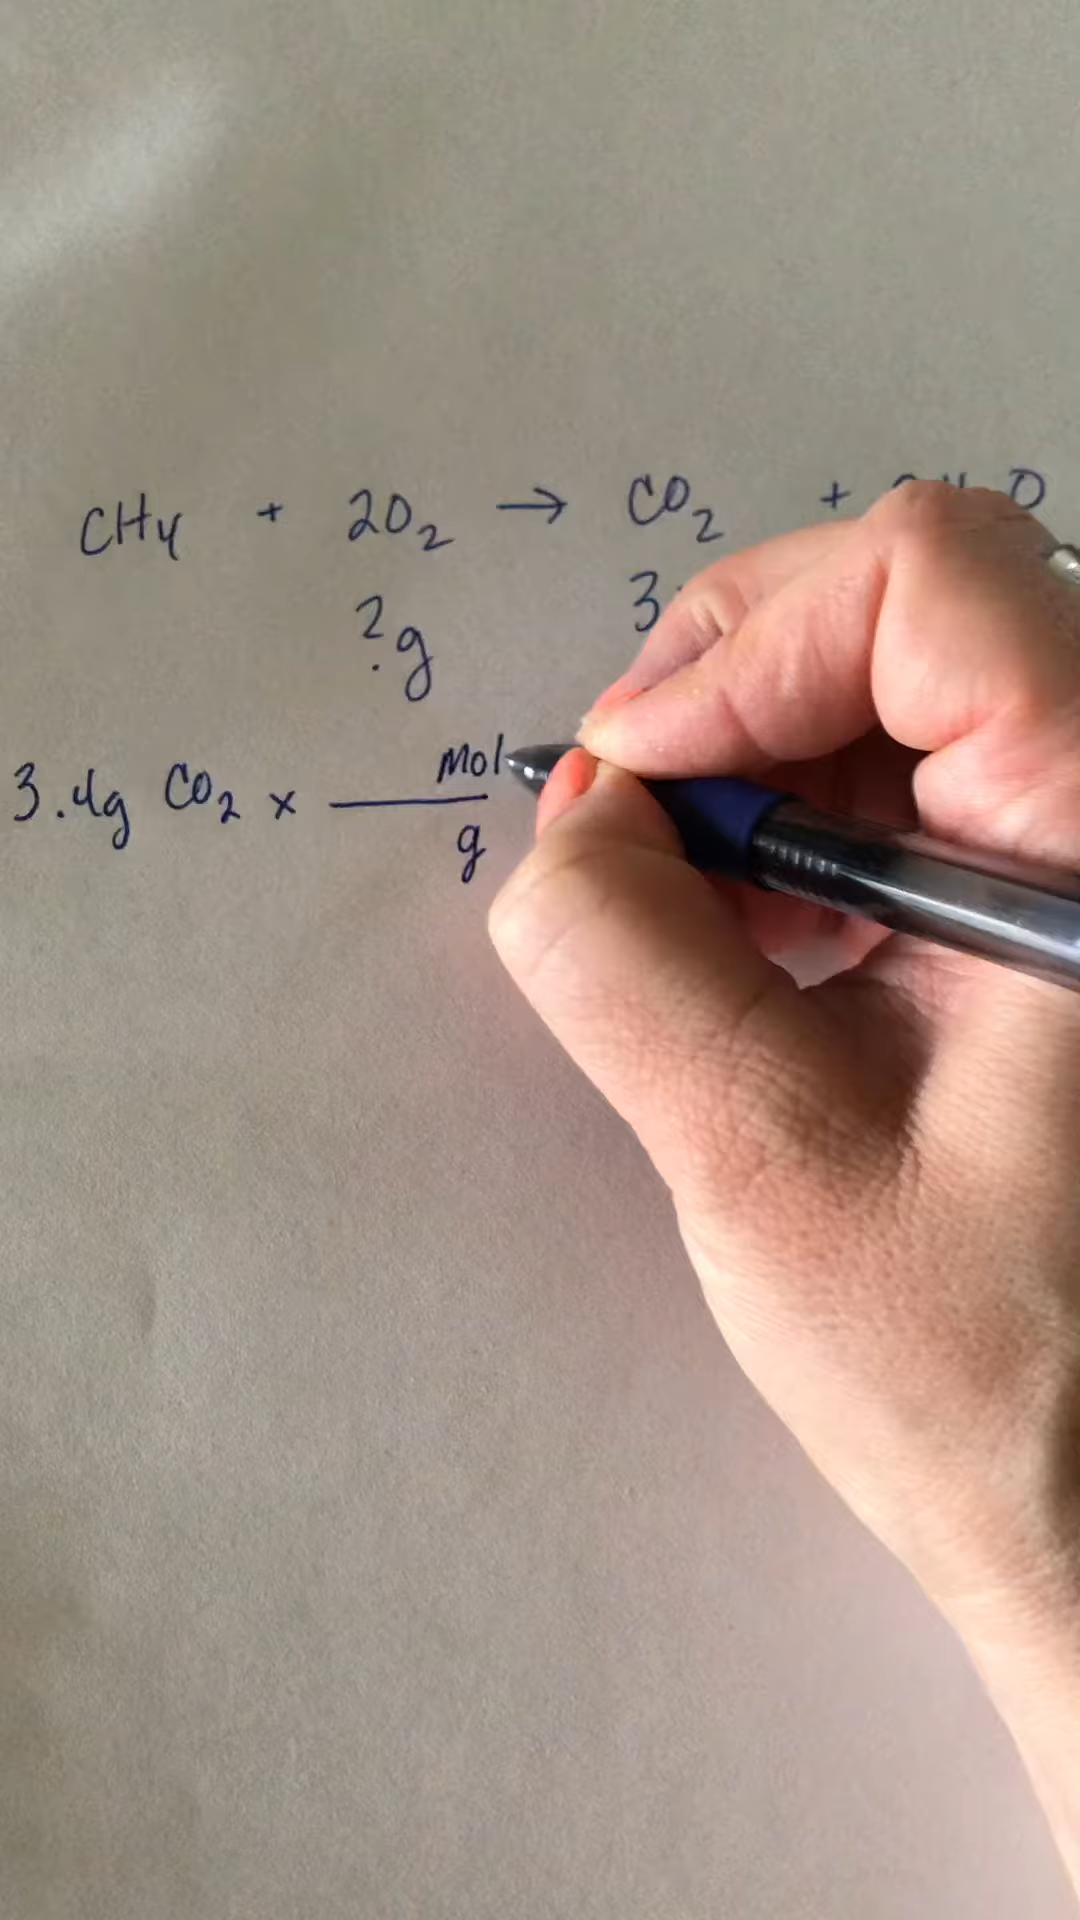 CH4 + 2O2 → CO2 + O
?g 3
3.4g CO2 x mol
g